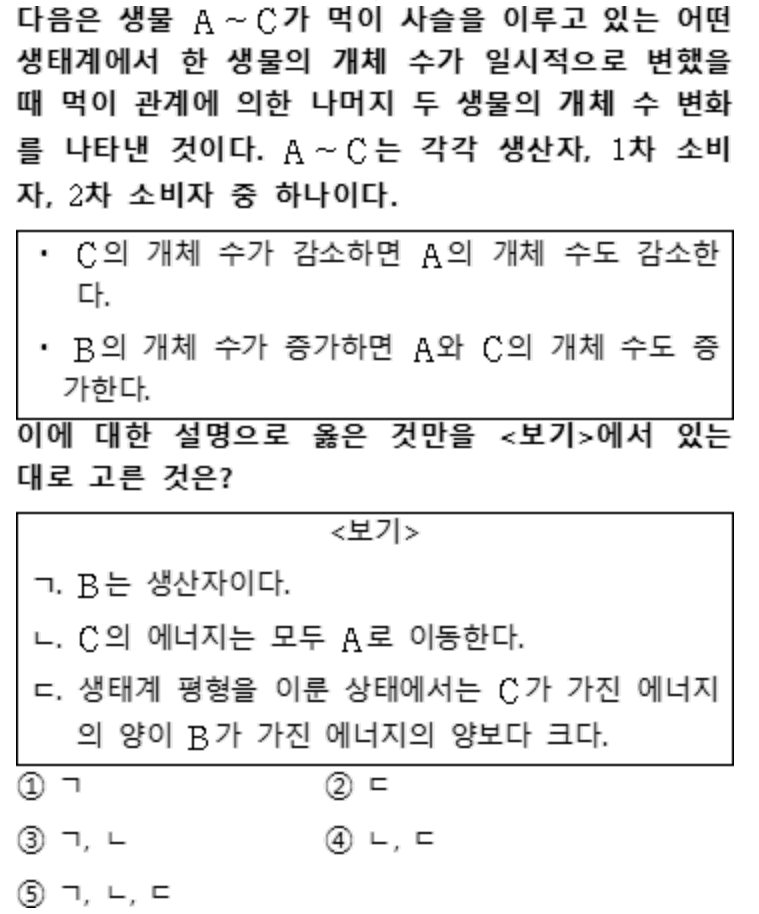 다음은 생물 A ~ C가 먹이 사슬을 이루고 있는 어떤
생태계에서 한 생물의 개체 수가 일시적으로 변했을
때 먹이 관계에 의한 나머지 두 생물의 개체 수 변화
를 나타낸 것이다. A ~ C는 각각 생산자, 1차 소비
자, 2차 소비자 중 하나이다.
· C의 개체 수가 감소하면 A의 개체 수도 감소한
다.
· B의 개체 수가 증가하면 A와 C의 개체 수도 증
가한다.
이에 대한 설명으로 옳은 것만을 <보기>에서 있는
대로 고른 것은?
<보기>
ㄱ. B는 생산자이다.
ㄴ. C의 에너지는 모두 A로 이동한다.
ㄷ. 생태계 평형을 이룬 상태에서는 C가 가진 에너지
의 양이 B가 가진 에너지의 양보다 크다.
① ㄱ ② ㄷ
③ ㄱ, ㄴ ④ ㄴ, ㄷ
⑤ ㄱ, ㄴ, ㄷ